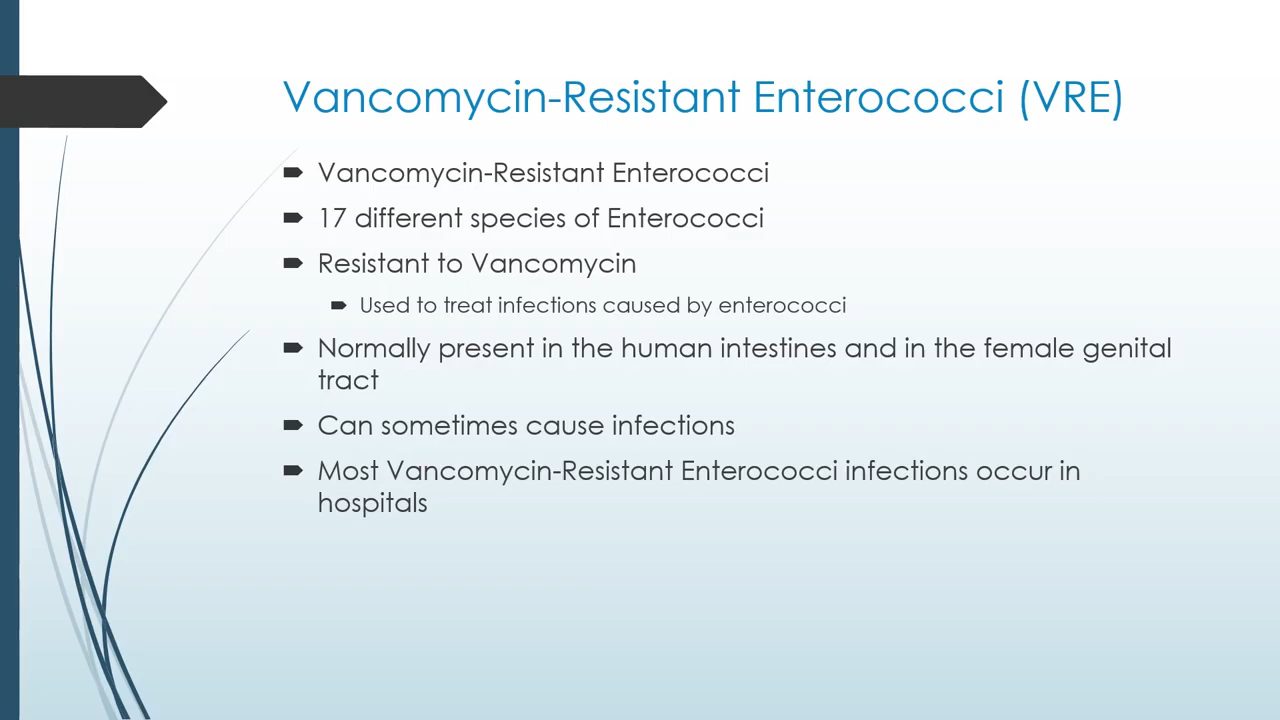 Vancomycin-Resistant Enterococci (VRE)
Vancomycin-Resistant Enterococci
17 different species of Enterococci
Resistant to Vancomycin
Used to treat infections caused by enterococci
Normally present in the human intestines and in the female genital
tract
Can sometimes cause infections
Most Vancomycin-Resistant Enterococci infections occur in
hospitals